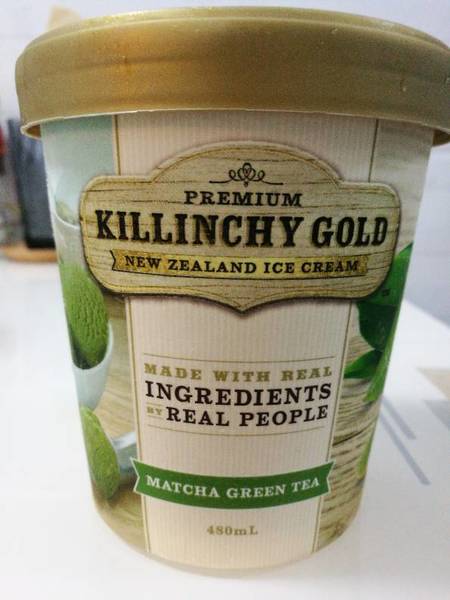 PREMIUM
KILLINCHY GOLD
NEW ZEALAND ICE CREAM
MADE WITH REAL
INGREDIENTS
BY REAL PEOPLE
MATCHA GREEN TEA
480mL